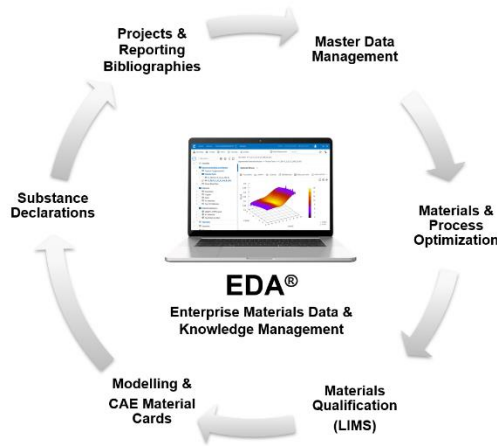 Projects &
Reporting
Bibliographies
Master Data
Management
Materials &
Process
Optimization
Materials
Qualification
(LIMS)
Modelling &
CAE Material
Cards
Substance
Declarations
EDA®
Enterprise Materials Data &
Knowledge Management